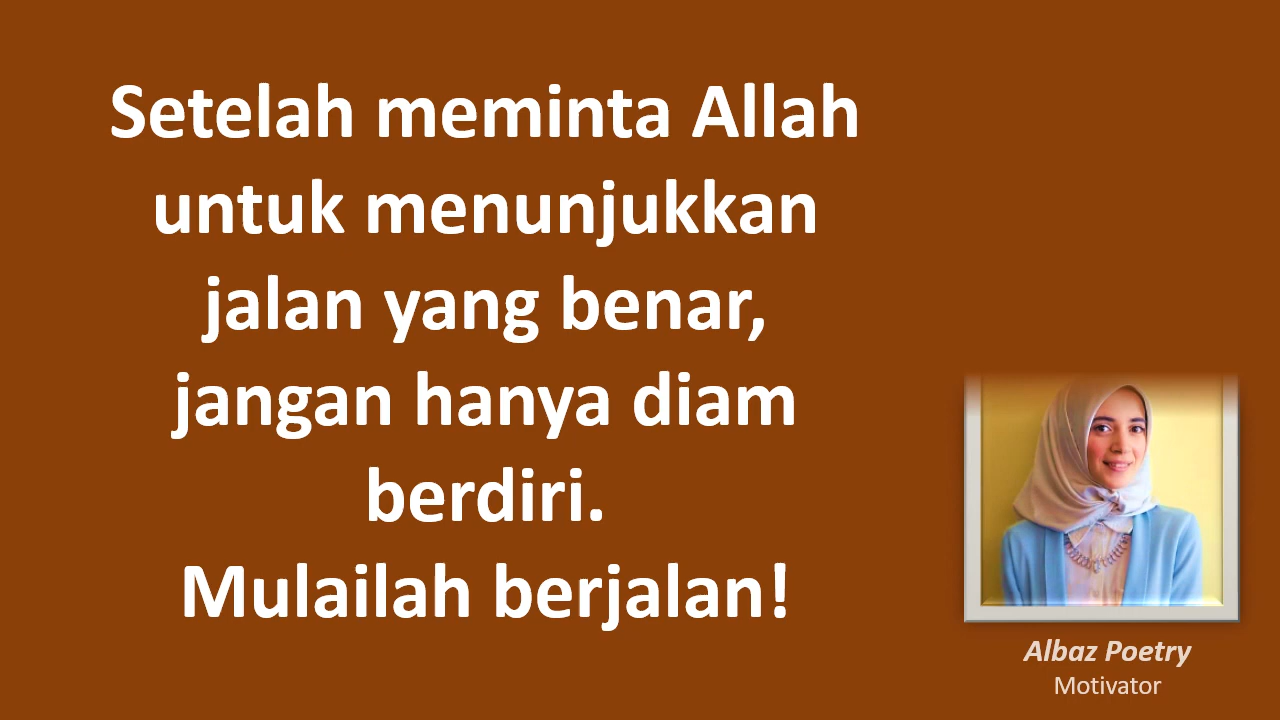 Setelah meminta Allah
untuk menunjukkan
jalan yang benar,
jangan hanya diam
berdiri.
Mulailah berjalan!
Albaz Poetry
Motivator